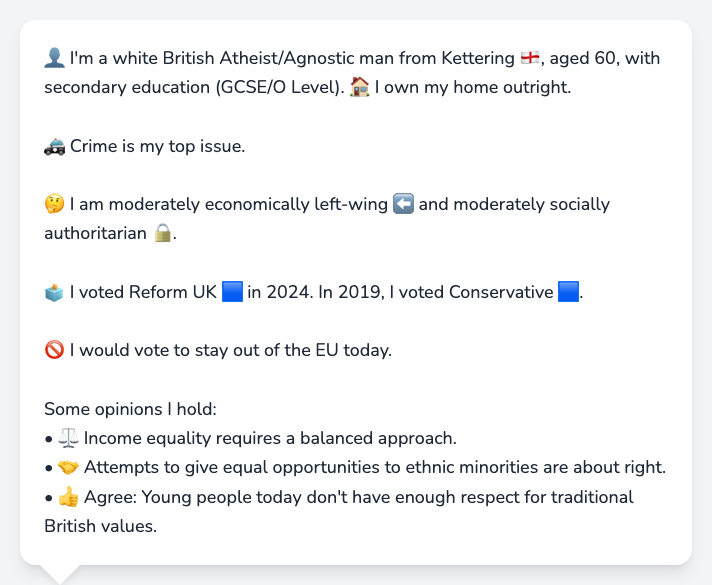 👤 I'm a white British Atheist/Agnostic man from Kettering 🏴󠁧󠁢󠁥󠁮󠁧󠁿, aged 60, with
secondary education (GCSE/O Level). 🏠 I own my home outright.
🚓 Crime is my top issue.
🤔 I am moderately economically left-wing ⬅️ and moderately socially
authoritarian 🔒.
🗳️ I voted Reform UK 🟦 in 2024. In 2019, I voted Conservative 🟦.
🚫 I would vote to stay out of the EU today.
Some opinions I hold:
• ⚖️ Income equality requires a balanced approach.
• 🤝 Attempts to give equal opportunities to ethnic minorities are about right.
• 👍 Agree: Young people today don't have enough respect for traditional
British values.